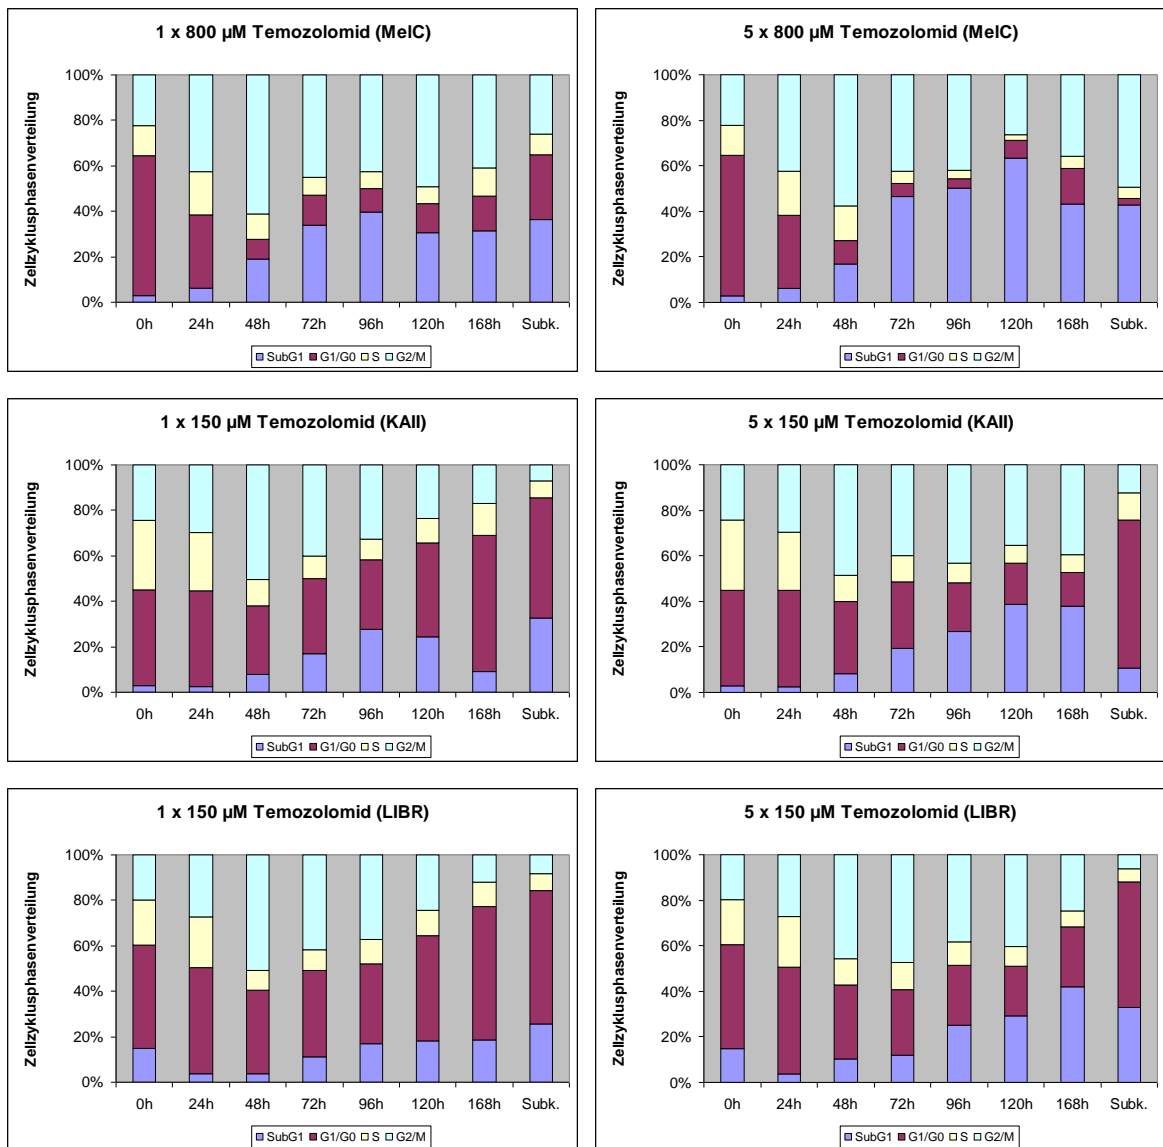 1 x 800 µM Temozolomid (MelC)
Zellzyklusphasenverteilung
100%
80%
60%
40%
20%
0%
0h 24h 48h 72h 96h 120h 168h Subk.
SubG1 G1/G0 S G2/M
5 x 800 µM Temozolomid (MelC)
Zellzyklusphasenverteilung
100%
80%
60%
40%
20%
0%
0h 24h 48h 72h 96h 120h 168h Subk.
SubG1 G1/G0 S G2/M
1 x 150 µM Temozolomid (KAII)
Zellzyklusphasenverteilung
100%
80%
60%
40%
20%
0%
0h 24h 48h 72h 96h 120h 168h Subk.
SubG1 G1/G0 S G2/M
5 x 150 µM Temozolomid (KAII)
Zellzyklusphasenverteilung
100%
80%
60%
40%
20%
0%
0h 24h 48h 72h 96h 120h 168h Subk.
SubG1 G1/G0 S G2/M
1 x 150 µM Temozolomid (LIBR)
Zellzyklusphasenverteilung
100%
80%
60%
40%
20%
0%
0h 24h 48h 72h 96h 120h 168h Subk.
SubG1 G1/G0 S G2/M
5 x 150 µM Temozolomid (LIBR)
Zellzyklusphasenverteilung
100%
80%
60%
40%
20%
0%
0h 24h 48h 72h 96h 120h 168h Subk.
SubG1 G1/G0 S G2/M